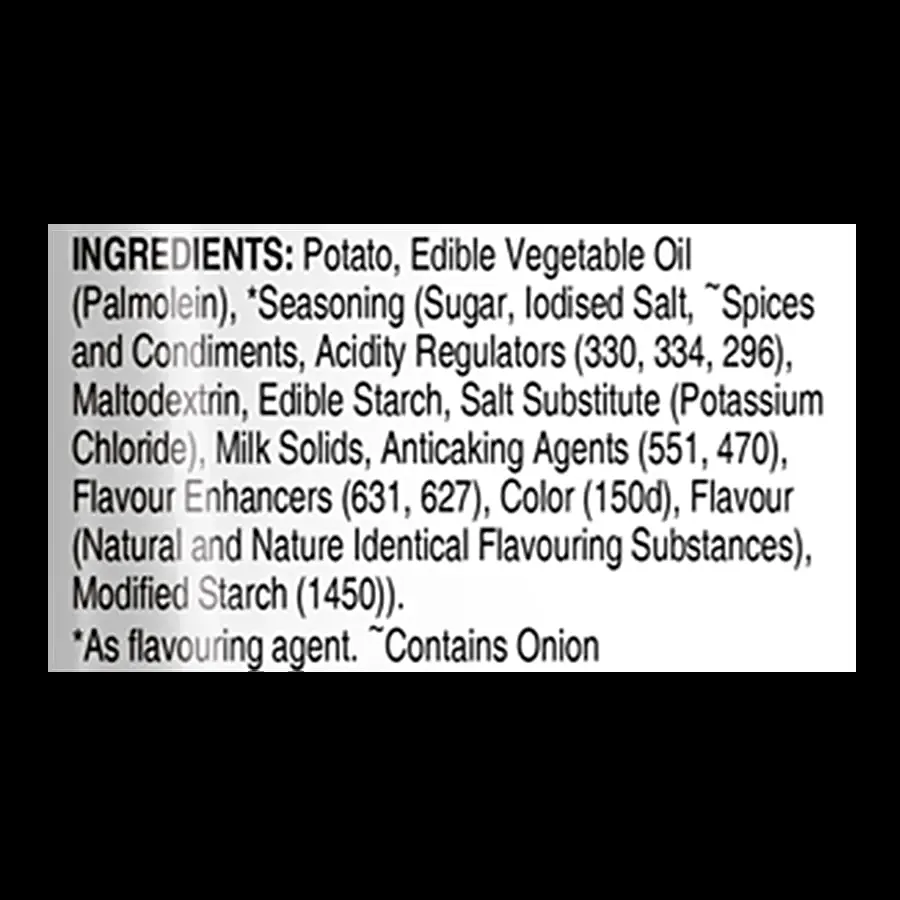 INGREDIENTS: Potato, Edible Vegetable Oil
(Palmolein), *Seasoning (Sugar, Iodised Salt, ~Spices
and Condiments, Acidity Regulators (330, 334, 296),
Maltodextrin, Edible Starch, Salt Substitute (Potassium
Chloride), Milk Solids, Anticaking Agents (551, 470),
Flavour Enhancers (631, 627), Color (150d), Flavour
(Natural and Nature Identical Flavouring Substances),
Modified Starch (1450)).
*As flavouring agent. ~Contains Onion